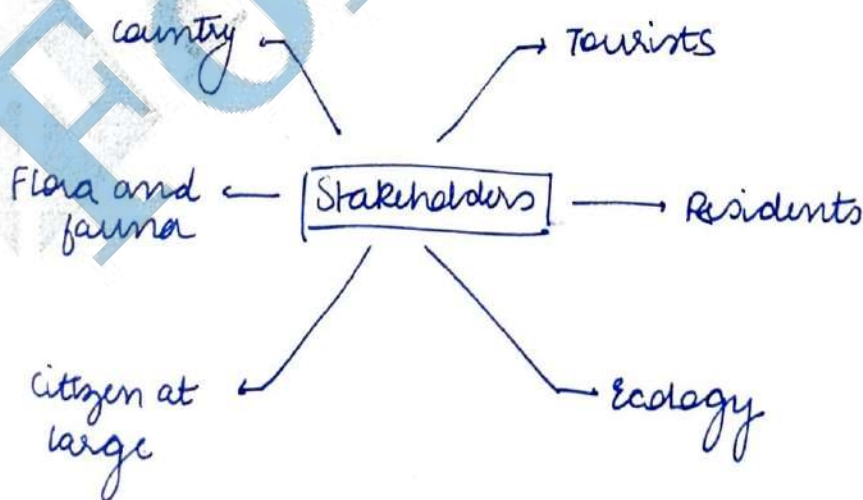 country
Tourists
Flora and
fauna
Stakeholders
Residents
Citizen at
large
Ecology